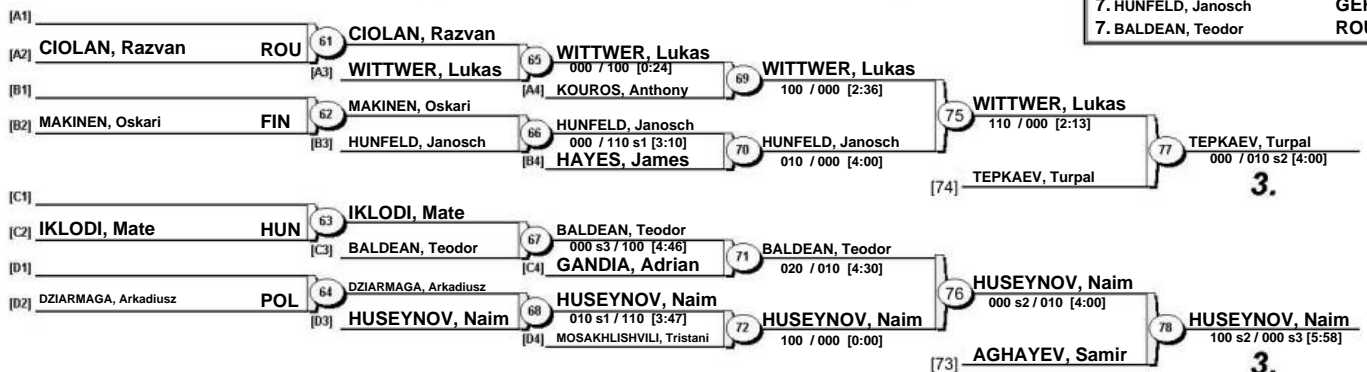 7. HUNFELD, Janosch
7. BALDEAN, Teodor
[A1]
[A2] CIOLAN, Razvan ROU 61 CIOLAN, Razvan
[A3] WITTWER, Lukas 65 WITTWER, Lukas
000 / 100 [0:24]
[A4] KOUROS, Anthony 69 WITTWER, Lukas
100 / 000 [2:36]
[B1]
[B2] MAKINEN, Oskari FIN 62 MAKINEN, Oskari
[B3] HUNFELD, Janosch 66 HUNFELD, Janosch
000 / 110 s1 [3:10]
[B4] HAYES, James 70 HUNFELD, Janosch
010 / 000 [4:00]
75 WITTWER, Lukas
110 / 000 [2:13]
[74] TEPKAEV, Turpal 77 TEPKAEV, Turpal
000 / 010 s2 [4:00]
3.
[C1]
[C2] IKLODI, Mate HUN 63 IKLODI, Mate
[C3] BALDEAN, Teodor 67 BALDEAN, Teodor
000 s3 / 100 [4:46]
[C4] GANDIA, Adrian 71 BALDEAN, Teodor
020 / 010 [4:30]
[D1]
[D2] DZIARMAGA, Arkadiusz POL 64 DZIARMAGA, Arkadiusz
[D3] HUSEYNOV, Naim 68 HUSEYNOV, Naim
010 s1 / 110 [3:47]
[D4] MOSAKHLISHVILI, Tristani 72 HUSEYNOV, Naim
100 / 000 [0:00]
76 HUSEYNOV, Naim
000 s2 / 010 [4:00]
[73] AGHAYEV, Samir 78 HUSEYNOV, Naim
100 s2 / 000 s3 [5:58]
3.